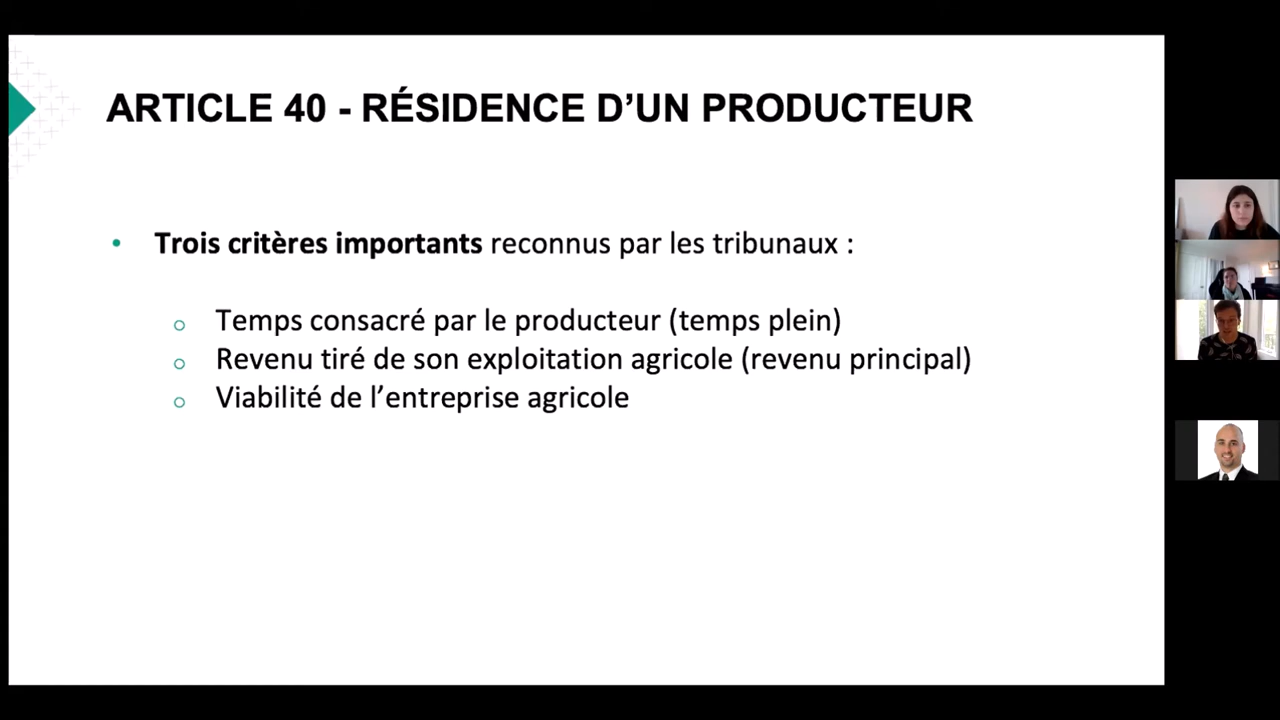 ARTICLE 40 - RÉSIDENCE D’UN PRODUCTEUR
• Trois critères importants reconnus par les tribunaux :
o Temps consacré par le producteur (temps plein)
o Revenu tiré de son exploitation agricole (revenu principal)
o Viabilité de l’entreprise agricole